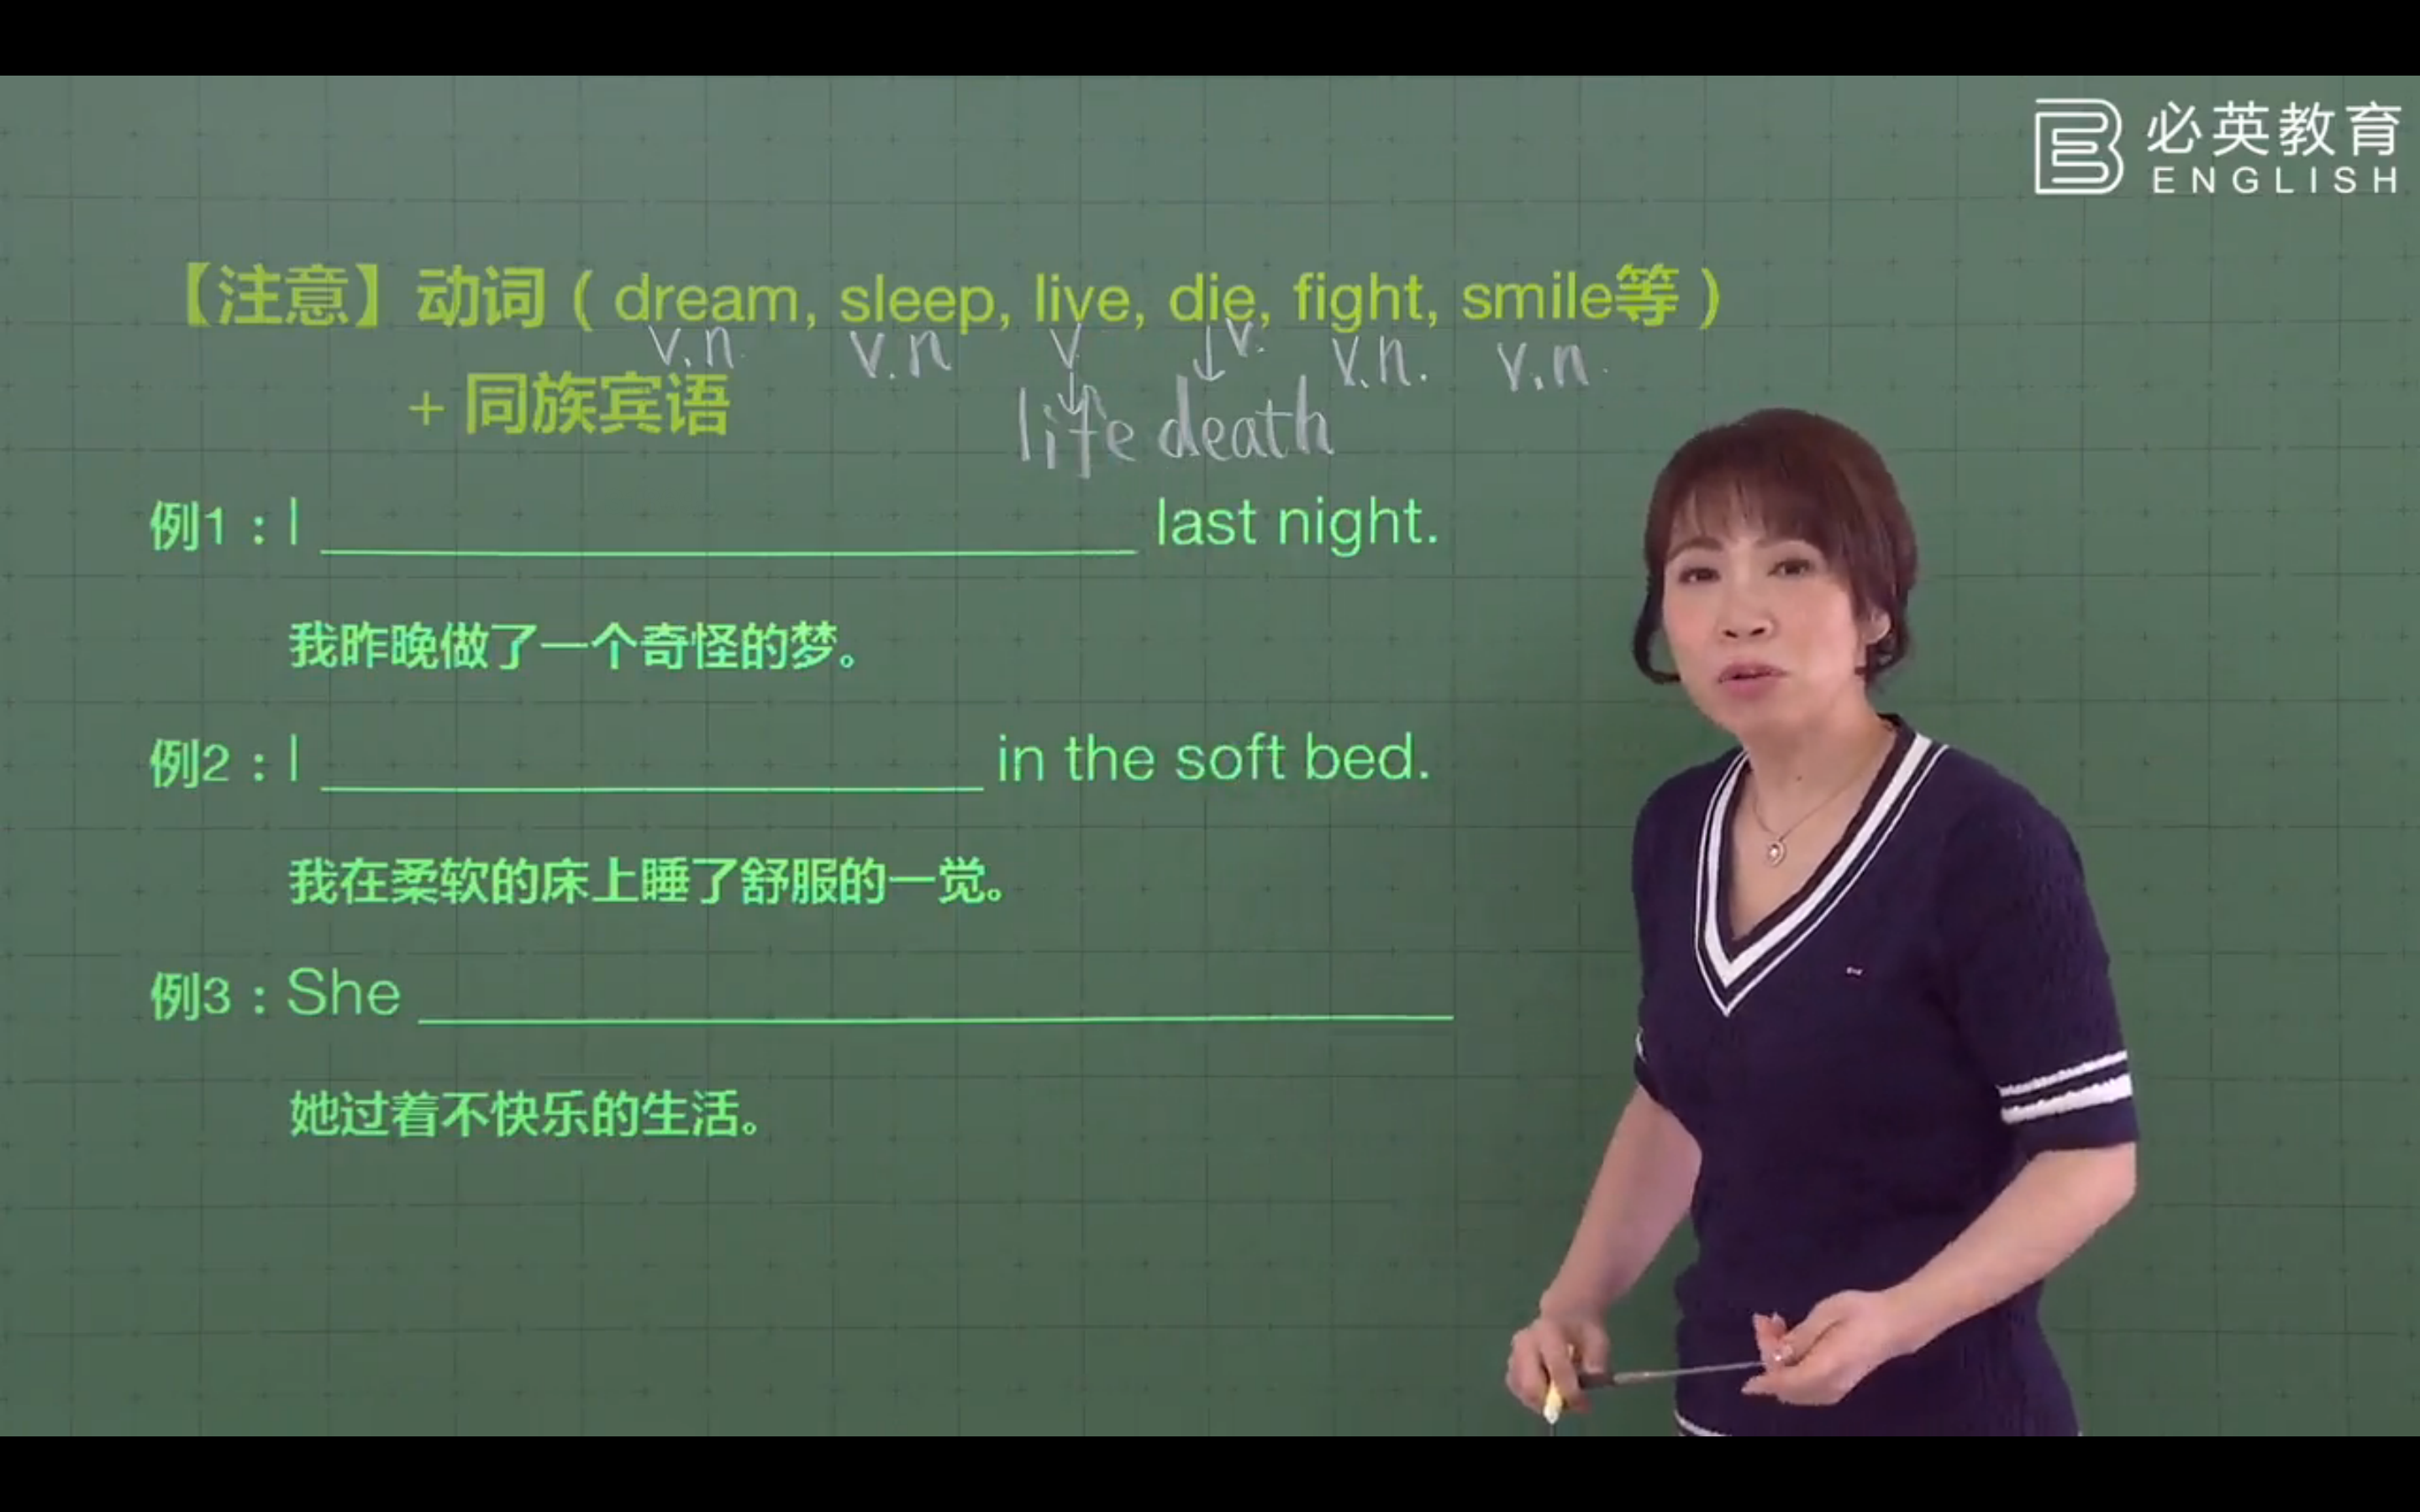 必英教育
ENGLISH
【注意】动词 ( dream, sleep, live, die, fight, smile等 )
v.n. v.n v. v. v.n. v.n.
+ 同族宾语
life death
例1 : I ______ last night.
我昨晚做了一个奇怪的梦。
例2 : I ______ in the soft bed.
我在柔软的床上睡了舒服的一觉。
例3 : She ______
她过着不快乐的生活。